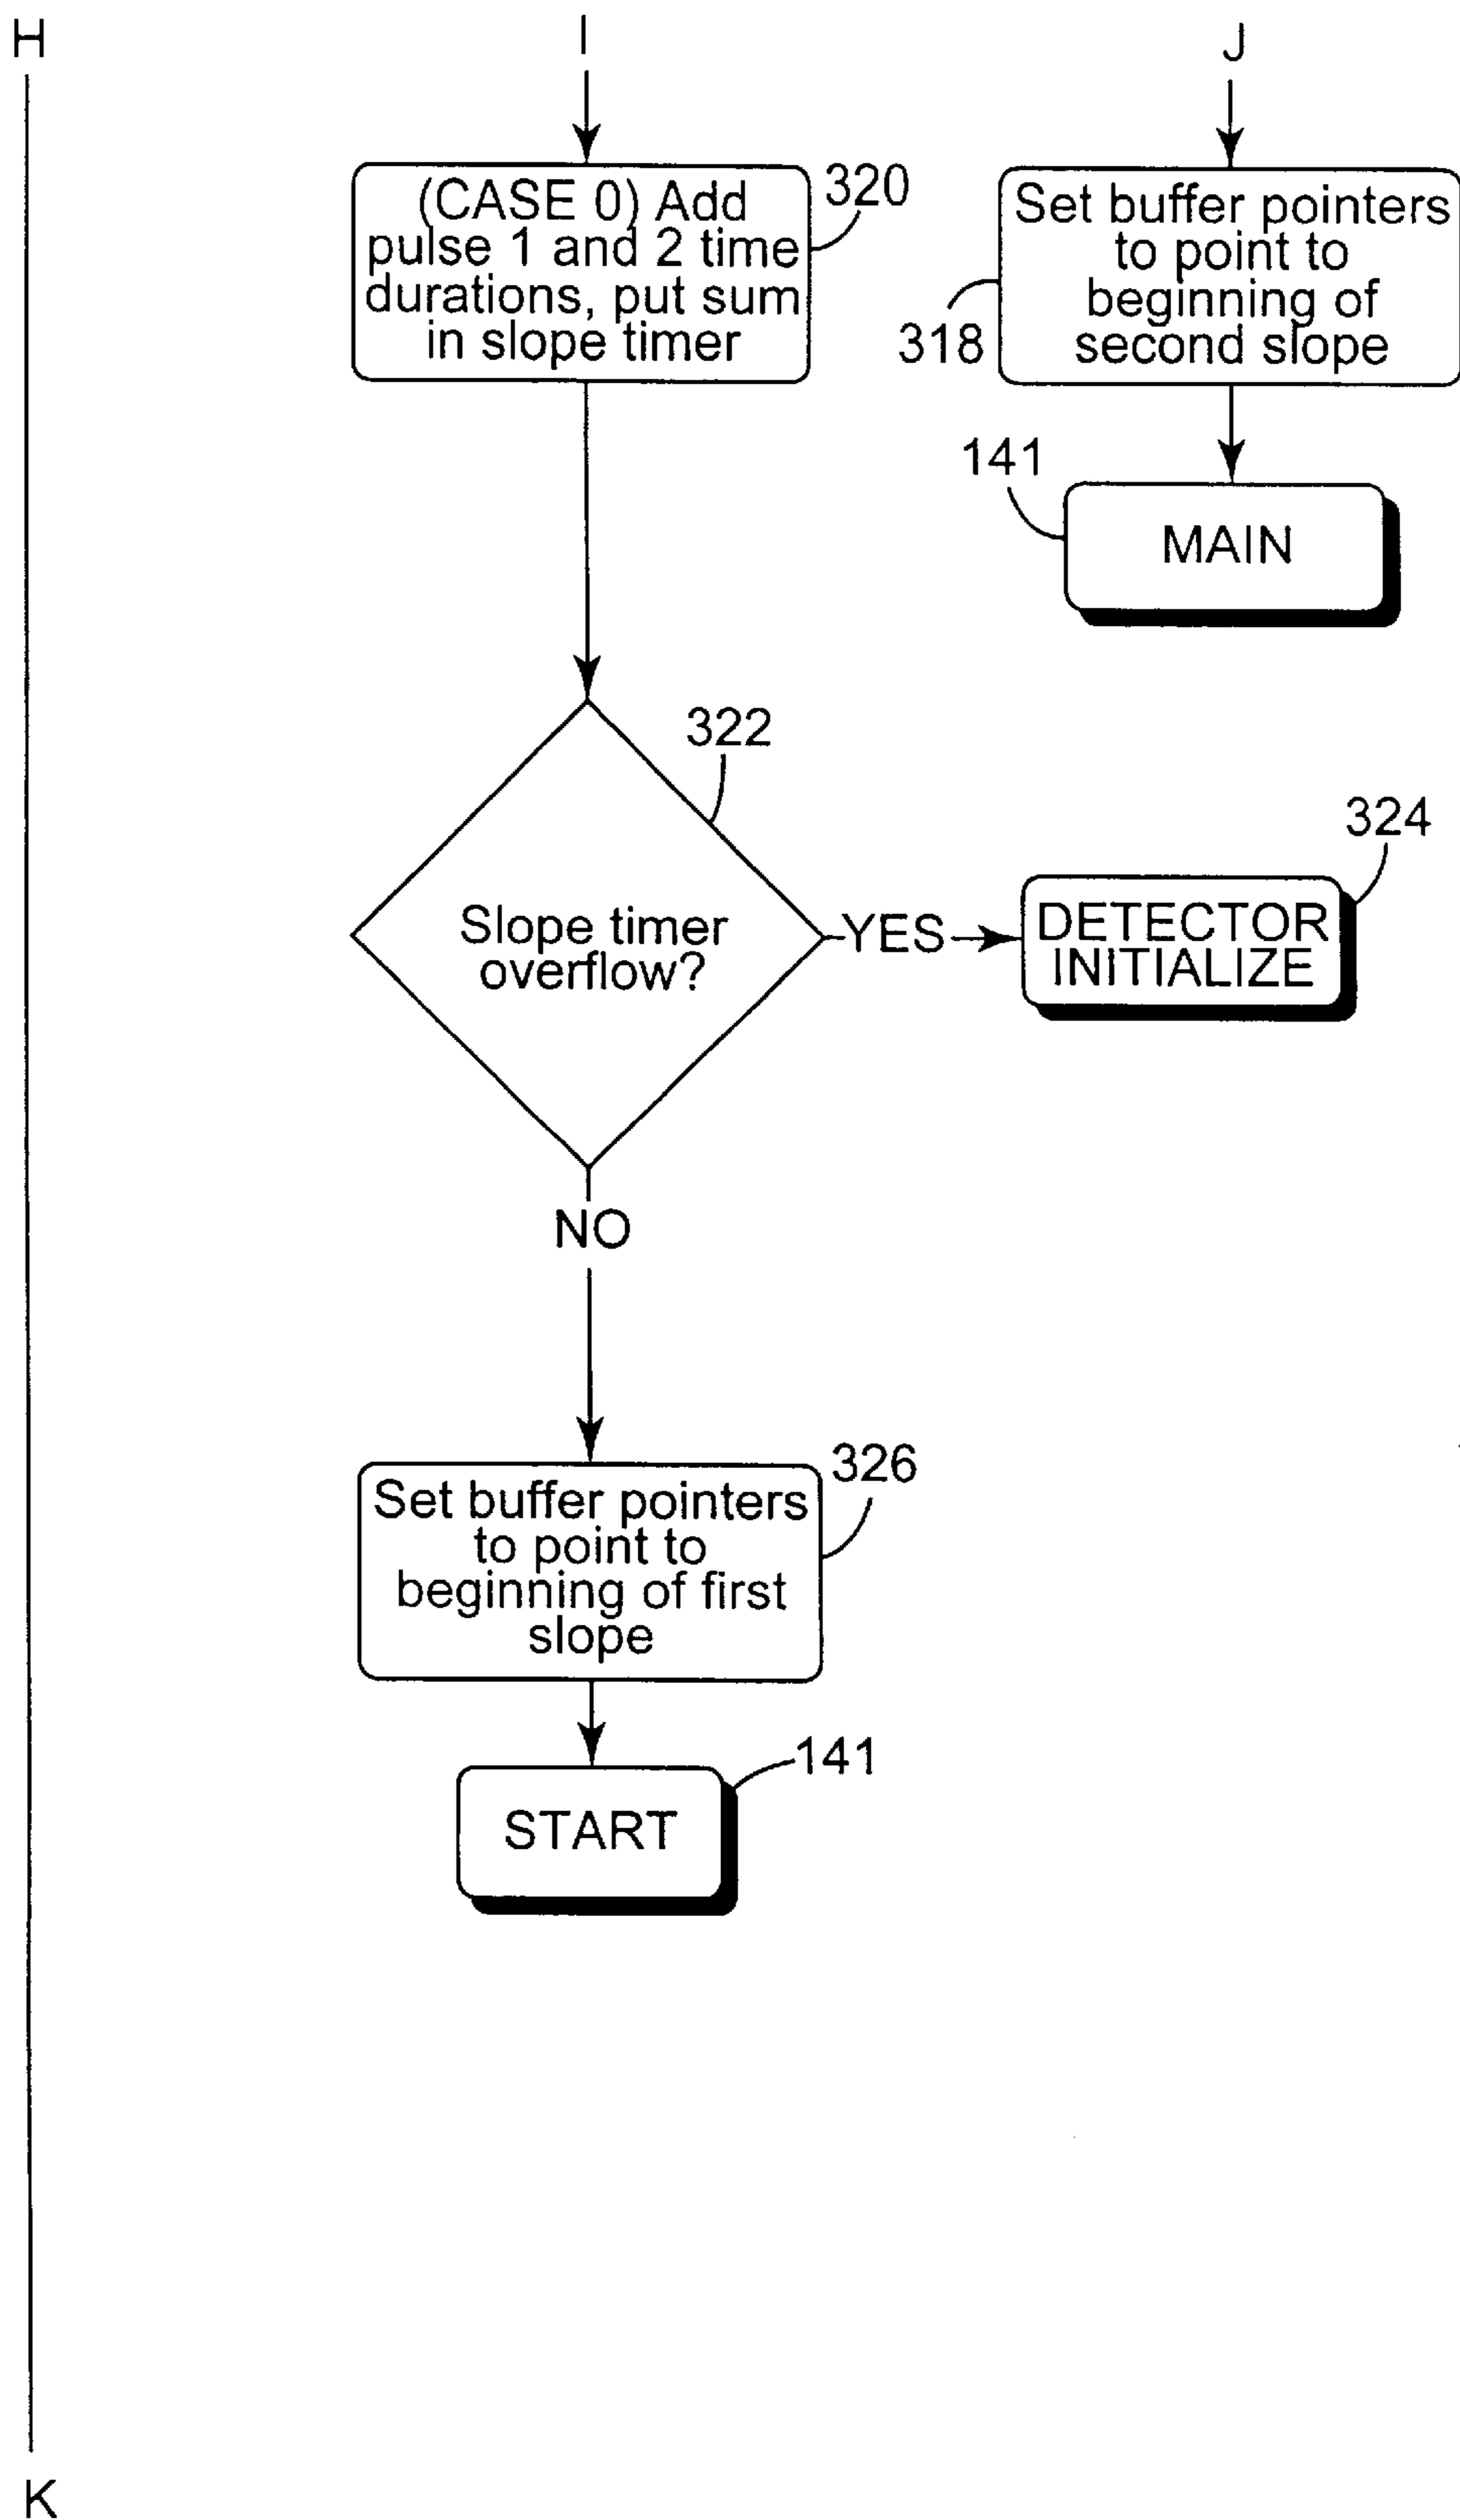 H
I
J
(CASE 0) Add
pulse 1 and 2 time
durations, put sum
in slope timer
320
Set buffer pointers
to point to
beginning of
second slope
318
141
MAIN
322
Slope timer
overflow?
YES
324
DETECTOR
INITIALIZE
NO
326
Set buffer pointers
to point to
beginning of first
slope
141
START
K